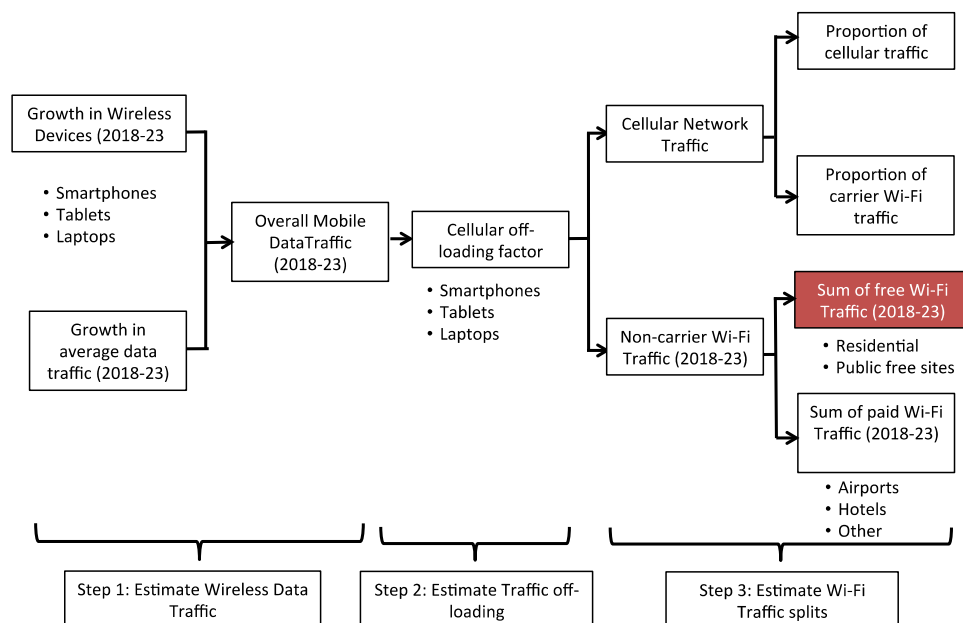 Growth in Wireless
Devices (2018-23
• Smartphones
• Tablets
• Laptops
Growth in
average data
traffic (2018-23)
Overall Mobile
DataTraffic
(2018-23)
Cellular off-
loading factor
• Smartphones
• Tablets
• Laptops
Cellular Network
Traffic
Non-carrier Wi-Fi
Traffic (2018-23)
Proportion of
cellular traffic
Proportion of
carrier Wi-Fi
traffic
Sum of free Wi-Fi
Traffic (2018-23)
• Residential
• Public free sites
Sum of paid Wi-Fi
Traffic (2018-23)
• Airports
• Hotels
• Other
Step 1: Estimate Wireless Data
Traffic
Step 2: Estimate Traffic off-
loading
Step 3: Estimate Wi-Fi
Traffic splits